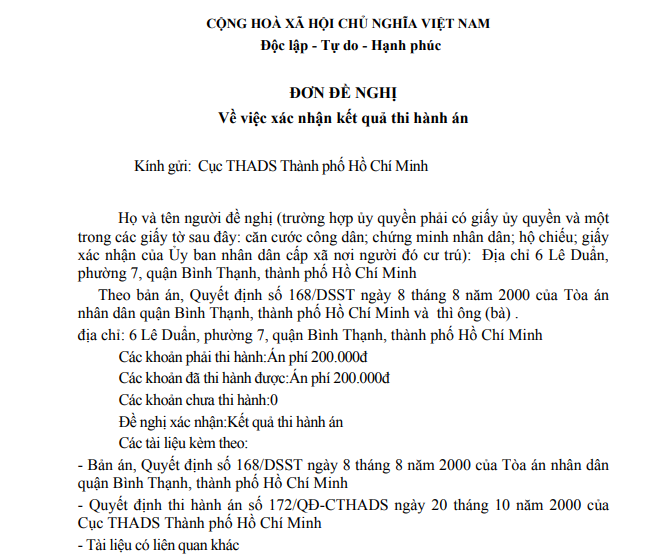 CỘNG HOÀ XÃ HỘI CHỦ NGHĨA VIỆT NAM
Độc lập - Tự do - Hạnh phúc
ĐƠN ĐỀ NGHỊ
Về việc xác nhận kết quả thi hành án
Kính gửi: Cục THADS Thành phố Hồ Chí Minh
Họ và tên người đề nghị (trường hợp ủy quyền phải có giấy ủy quyền và một
trong các giấy tờ sau đây: căn cước công dân; chứng minh nhân dân; hộ chiếu; giấy
xác nhận của Ủy ban nhân dân cấp xã nơi người đó cư trú): Địa chỉ 6 Lê Duẩn,
phường 7, quận Bình Thạnh, thành phố Hồ Chí Minh
Theo bản án, Quyết định số 168/DSST ngày 8 tháng 8 năm 2000 của Tòa án
nhân dân quận Bình Thạnh, thành phố Hồ Chí Minh và thì ông (bà) .
địa chỉ: 6 Lê Duẩn, phường 7, quận Bình Thạnh, thành phố Hồ Chí Minh
Các khoản phải thi hành:Án phí 200.000đ
Các khoản đã thi hành được:Án phí 200.000đ
Các khoản chưa thi hành:0
Đề nghị xác nhận:Kết quả thi hành án
Các tài liệu kèm theo:
- Bản án, Quyết định số 168/DSST ngày 8 tháng 8 năm 2000 của Tòa án nhân dân
quận Bình Thạnh, thành phố Hồ Chí Minh
- Quyết định thi hành án số 172/QĐ-CTHADS ngày 20 tháng 10 năm 2000 của
Cục THADS Thành phố Hồ Chí Minh
- Tài liệu có liên quan khác